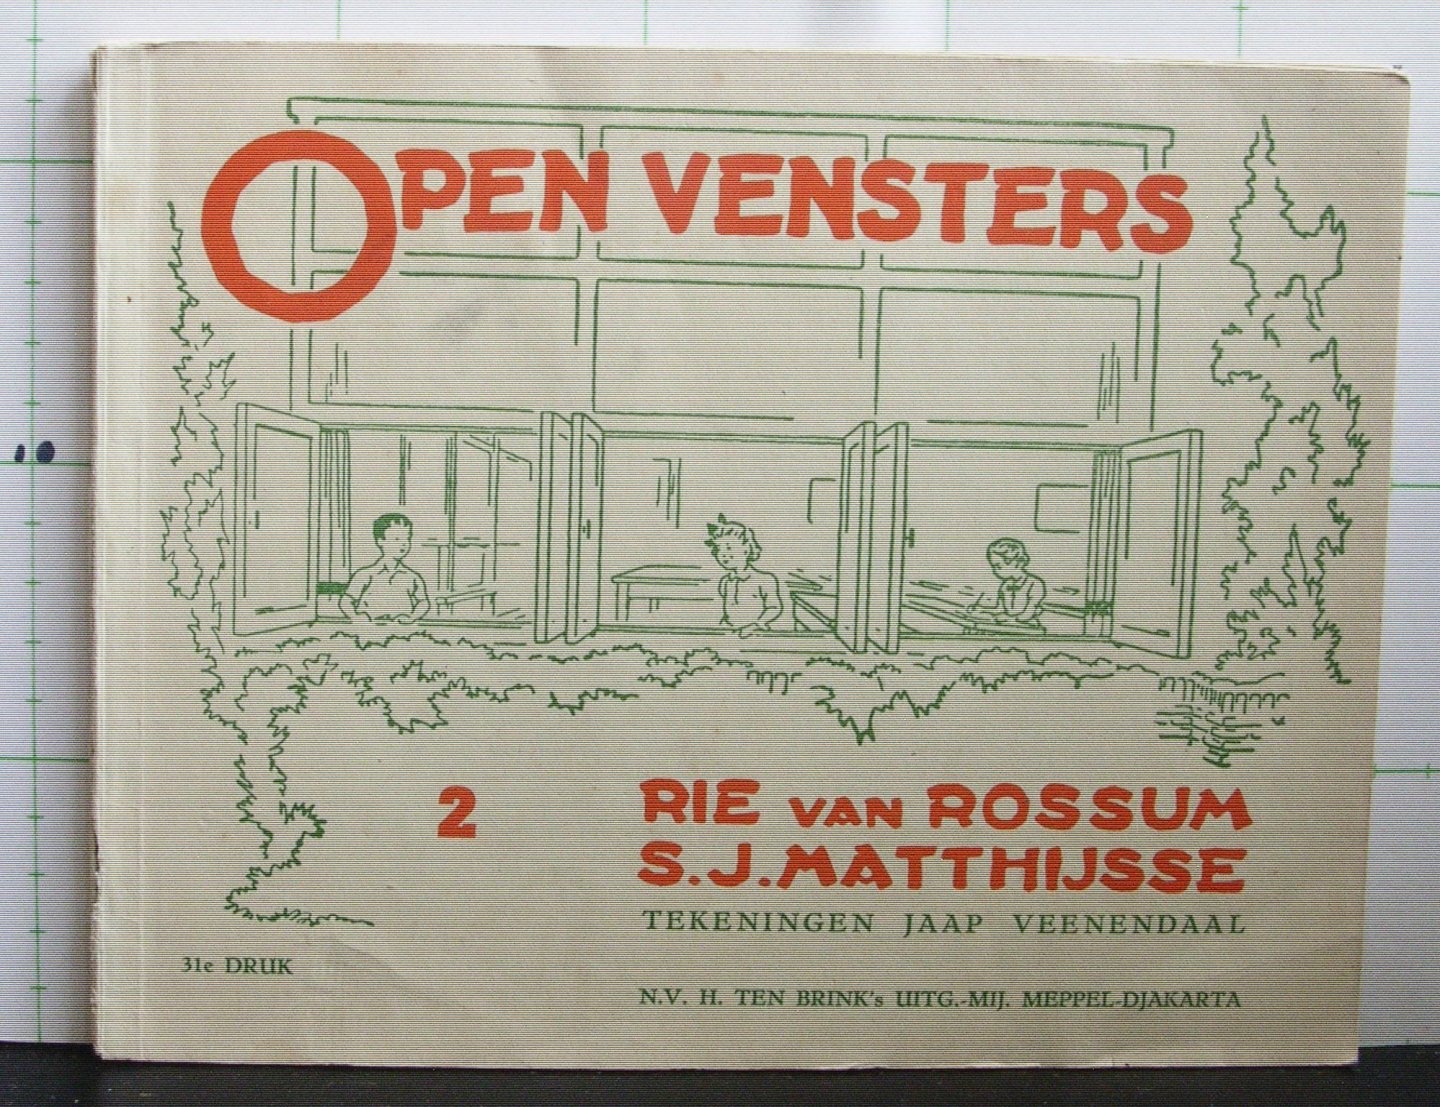 OPEN VENSTERS
2
RIE VAN ROSSUM
S.J. MATTHIJSSE
TEKENINGEN JAAP VEENENDAAL
31e DRUK
N.V. H. TEN BRINK's UITG.-MIJ. MEPPEL-DJAKARTA